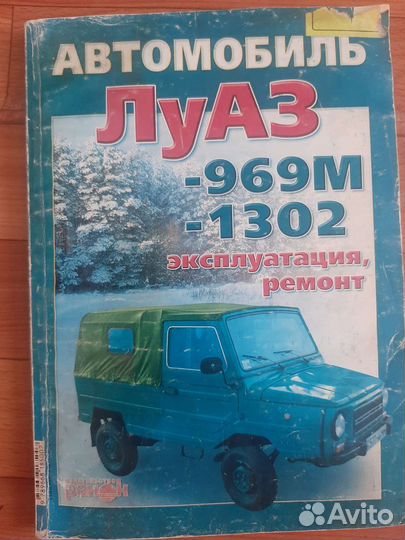 АВТОМОБИЛЬ
ЛуАЗ
-969М
-1302
эксплуатация,
ремонт
Avito